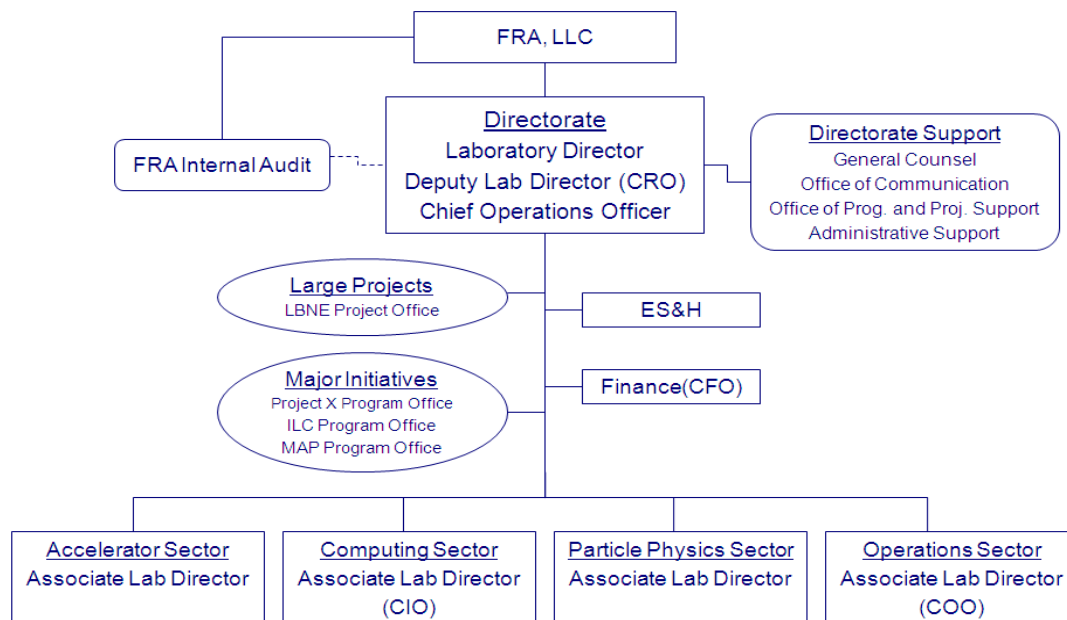 FRA, LLC
FRA Internal Audit
Directorate
Laboratory Director
Deputy Lab Director (CRO)
Chief Operations Officer
Directorate Support
General Counsel
Office of Communication
Office of Prog. and Proj. Support
Administrative Support
Large Projects
LBNE Project Office
ES&H
Major Initiatives
Project X Program Office
ILC Program Office
MAP Program Office
Finance(CFO)
Accelerator Sector
Associate Lab Director
Computing Sector
Associate Lab Director
(CIO)
Particle Physics Sector
Associate Lab Director
Operations Sector
Associate Lab Director
(COO)